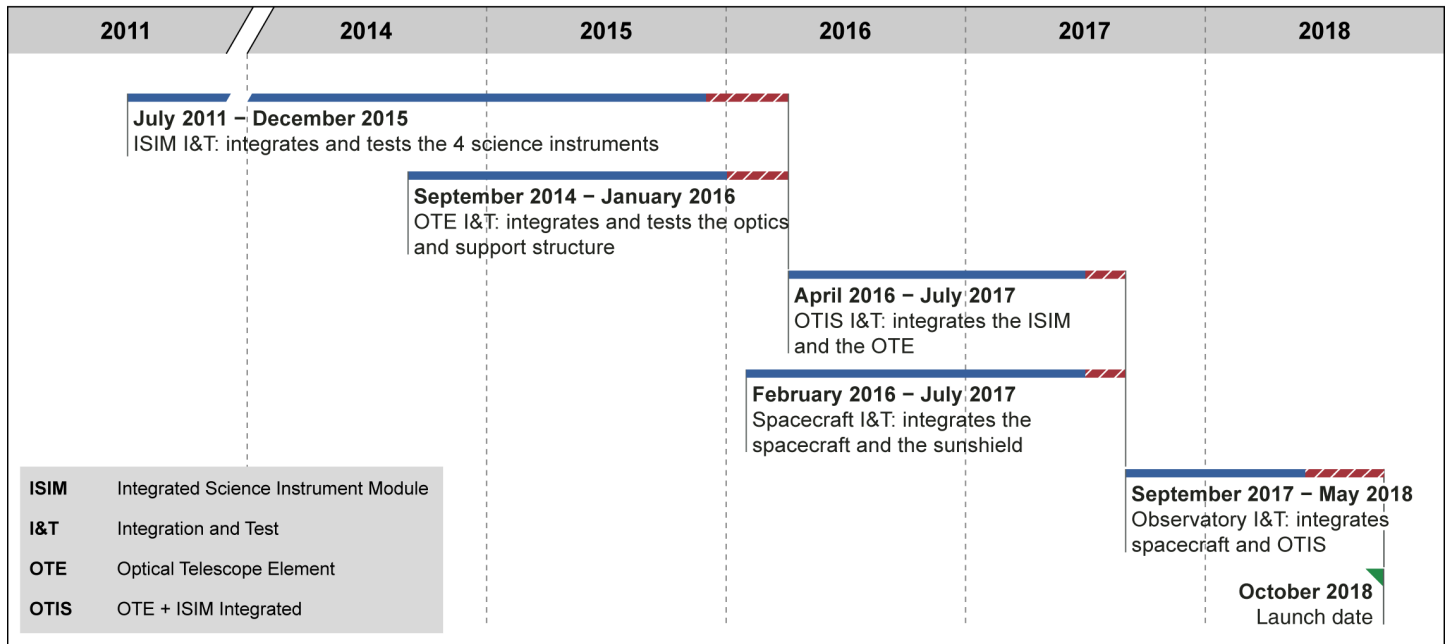 2011 2014 2015 2016 2017 2018
July 2011 – December 2015
ISIM I&T: integrates and tests the 4 science instruments
September 2014 – January 2016
OTE I&T: integrates and tests the optics
and support structure
April 2016 – July 2017
OTIS I&T: integrates the ISIM
and the OTE
February 2016 – July 2017
Spacecraft I&T: integrates the
spacecraft and the sunshield
September 2017 – May 2018
Observatory I&T: integrates
spacecraft and OTIS
October 2018
Launch date
ISIM Integrated Science Instrument Module
I&T Integration and Test
OTE Optical Telescope Element
OTIS OTE + ISIM Integrated